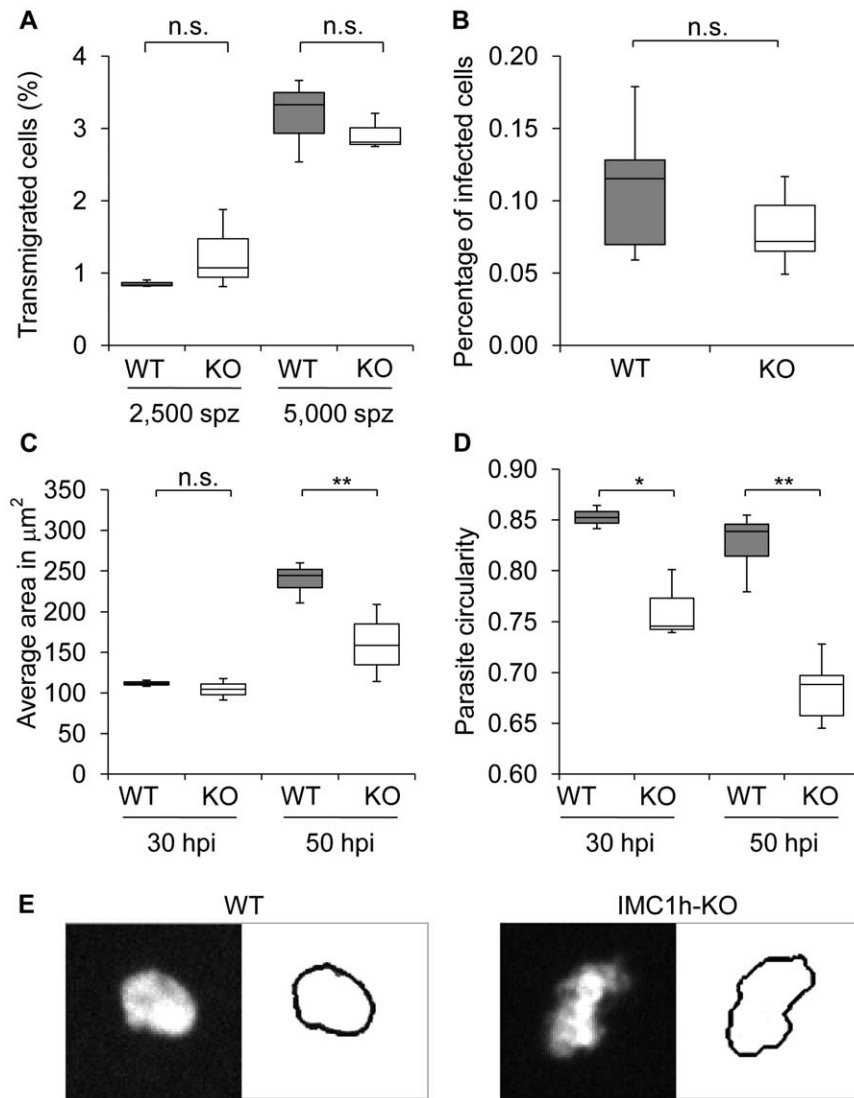 A
n.s.
n.s.
Transmigrated cells (%)
4
3
2
1
0
WT KO WT KO
2,500 spz 5,000 spz
B
n.s.
Percentage of infected cells
0.20
0.15
0.10
0.05
0.00
WT KO
C
n.s.
**
Average area in μm²
350
300
250
200
150
100
50
0
WT KO WT KO
30 hpi 50 hpi
D
*
**
Parasite circularity
0.90
0.85
0.80
0.75
0.70
0.65
0.60
WT KO WT KO
30 hpi 50 hpi
E
WT IMC1h-KO